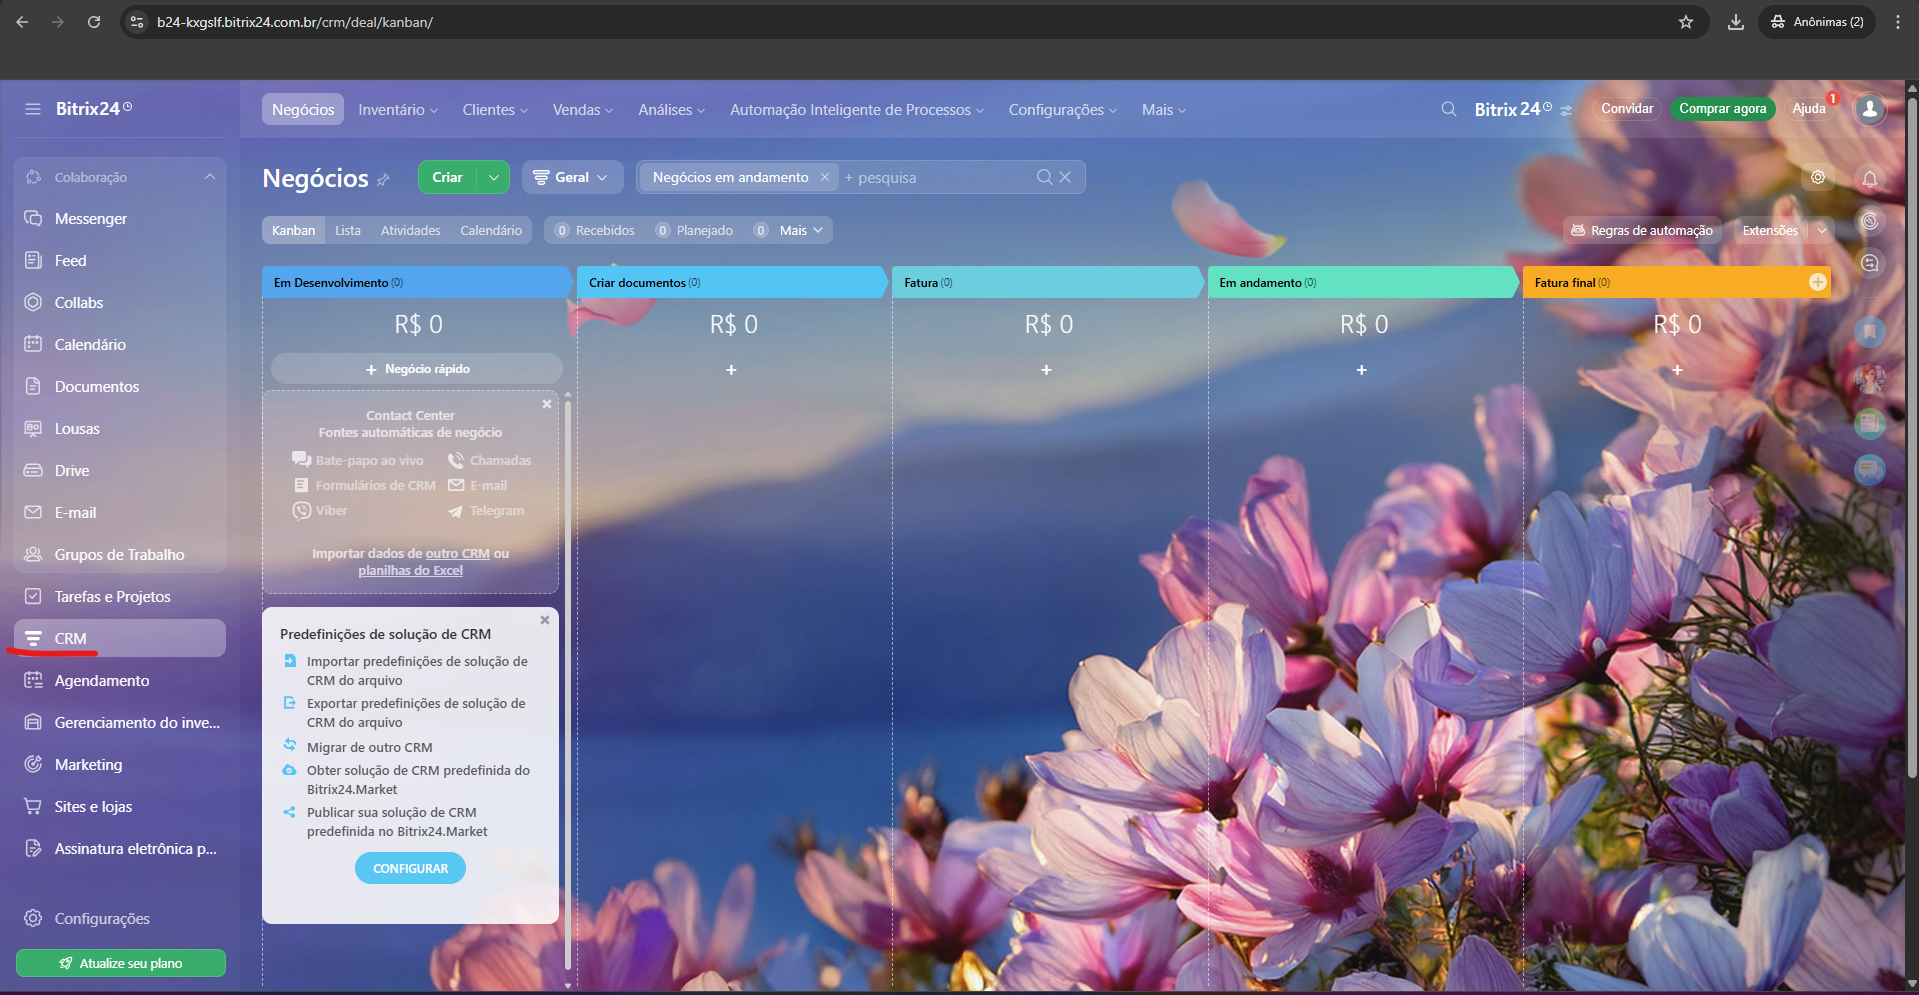 b24-kxgslf.bitrix24.com.br/crm/deal/kanban/
Anônimas (2)
Bitrix24
Negócios
Inventário
Clientes
Vendas
Análises
Automação Inteligente de Processos
Configurações
Mais
Bitrix 24
Convidar
Comprar agora
Ajuda
1
Colaboração
Messenger
Feed
Collabs
Calendário
Documentos
Lousas
Drive
E-mail
Grupos de Trabalho
Tarefas e Projetos
CRM
Agendamento
Gerenciamento do inve...
Marketing
Sites e lojas
Assinatura eletrônica p...
Configurações
Atualize seu plano
Negócios
Criar
Geral
Negócios em andamento
+ pesquisa
Kanban
Lista
Atividades
Calendário
0 Recebidos
0 Planejado
0 Mais
Regras de automação
Extensões
Em Desenvolvimento (0)
Criar documentos (0)
Fatura (0)
Em andamento (0)
Fatura final (0)
R$ 0
R$ 0
R$ 0
R$ 0
R$ 0
+ Negócio rápido
+
+
+
+
Contact Center
Fontes automáticas de negócio
Bate-papo ao vivo
Chamadas
Formulários de CRM
E-mail
Viber
Telegram
Importar dados de outro CRM ou
planilhas do Excel
Predefinições de solução de CRM
Importar predefinições de solução de
CRM do arquivo
Exportar predefinições de solução de
CRM do arquivo
Migrar de outro CRM
Obter solução de CRM predefinida do
Bitrix24.Market
Publicar sua solução de CRM
predefinida no Bitrix24.Market
CONFIGURAR